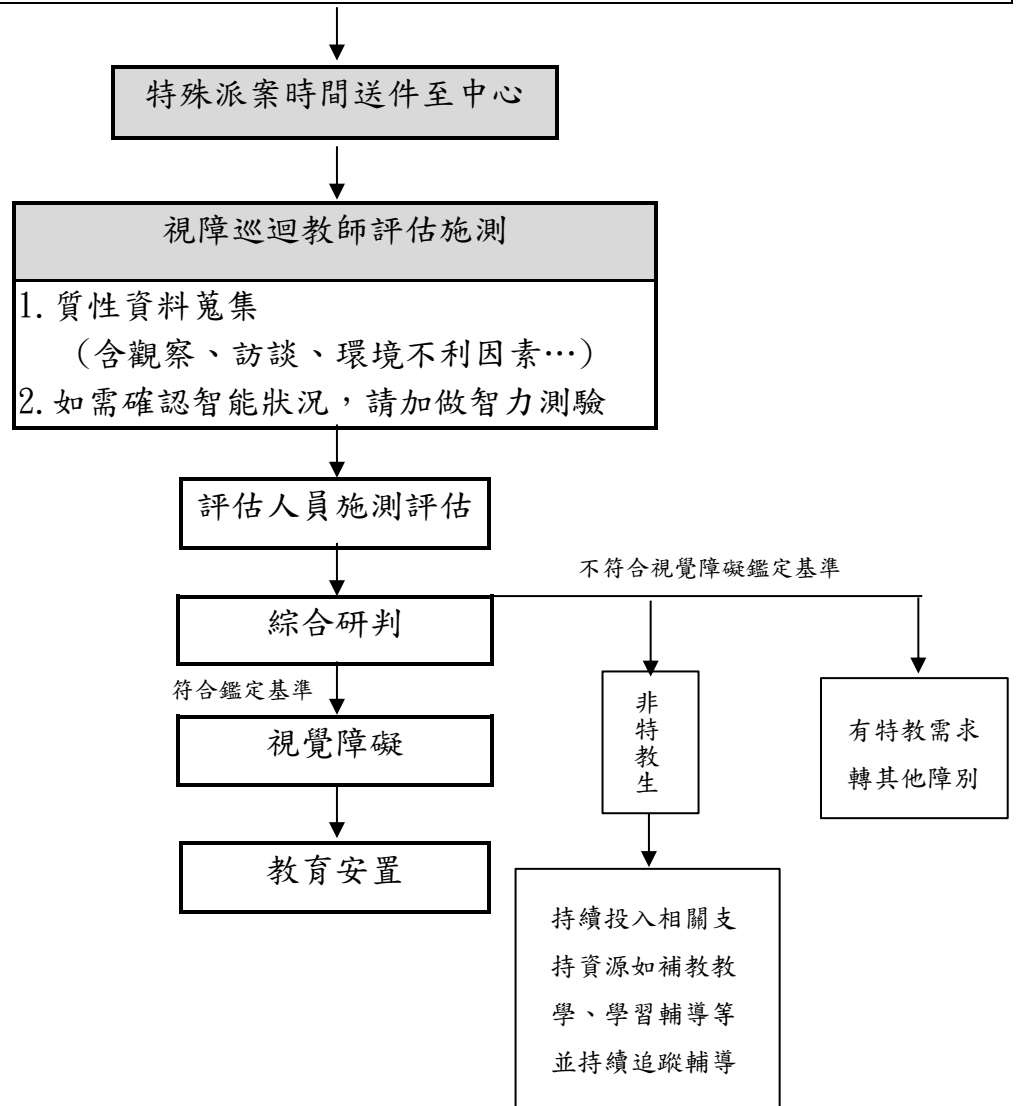 特殊派案時間送件至中心
視障巡迴教師評估施測
1.質性資料蒐集
（含觀察、訪談、環境不利因素…）
2.如需確認智能狀況，請加做智力測驗
評估人員施測評估
不符合視覺障礙鑑定基準
綜合研判
符合鑑定基準
視覺障礙
教育安置
非
特
教
生
有特教需求
轉其他障別
持續投入相關支
持資源如補教教
學、學習輔導等
並持續追蹤輔導